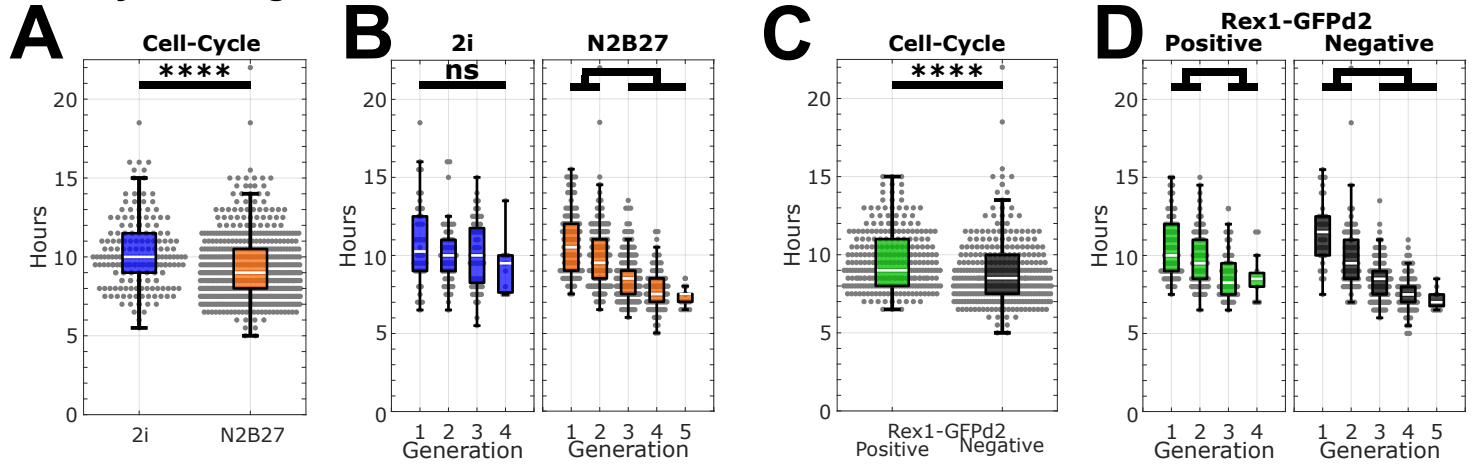 A
Cell-Cycle
****
Hours
20
15
10
5
0
2i
N2B27
B
2i
N2B27
ns
20
15
10
5
0
Hours
1 2 3 4
Generation
1 2 3 4 5
Generation
C
Cell-Cycle
****
Hours
20
15
10
5
0
Rex1-GFPd2
Positive
Negative
D
Rex1-GFPd2
Positive
Negative
Hours
20
15
10
5
0
1 2 3 4
Generation
1 2 3 4 5
Generation